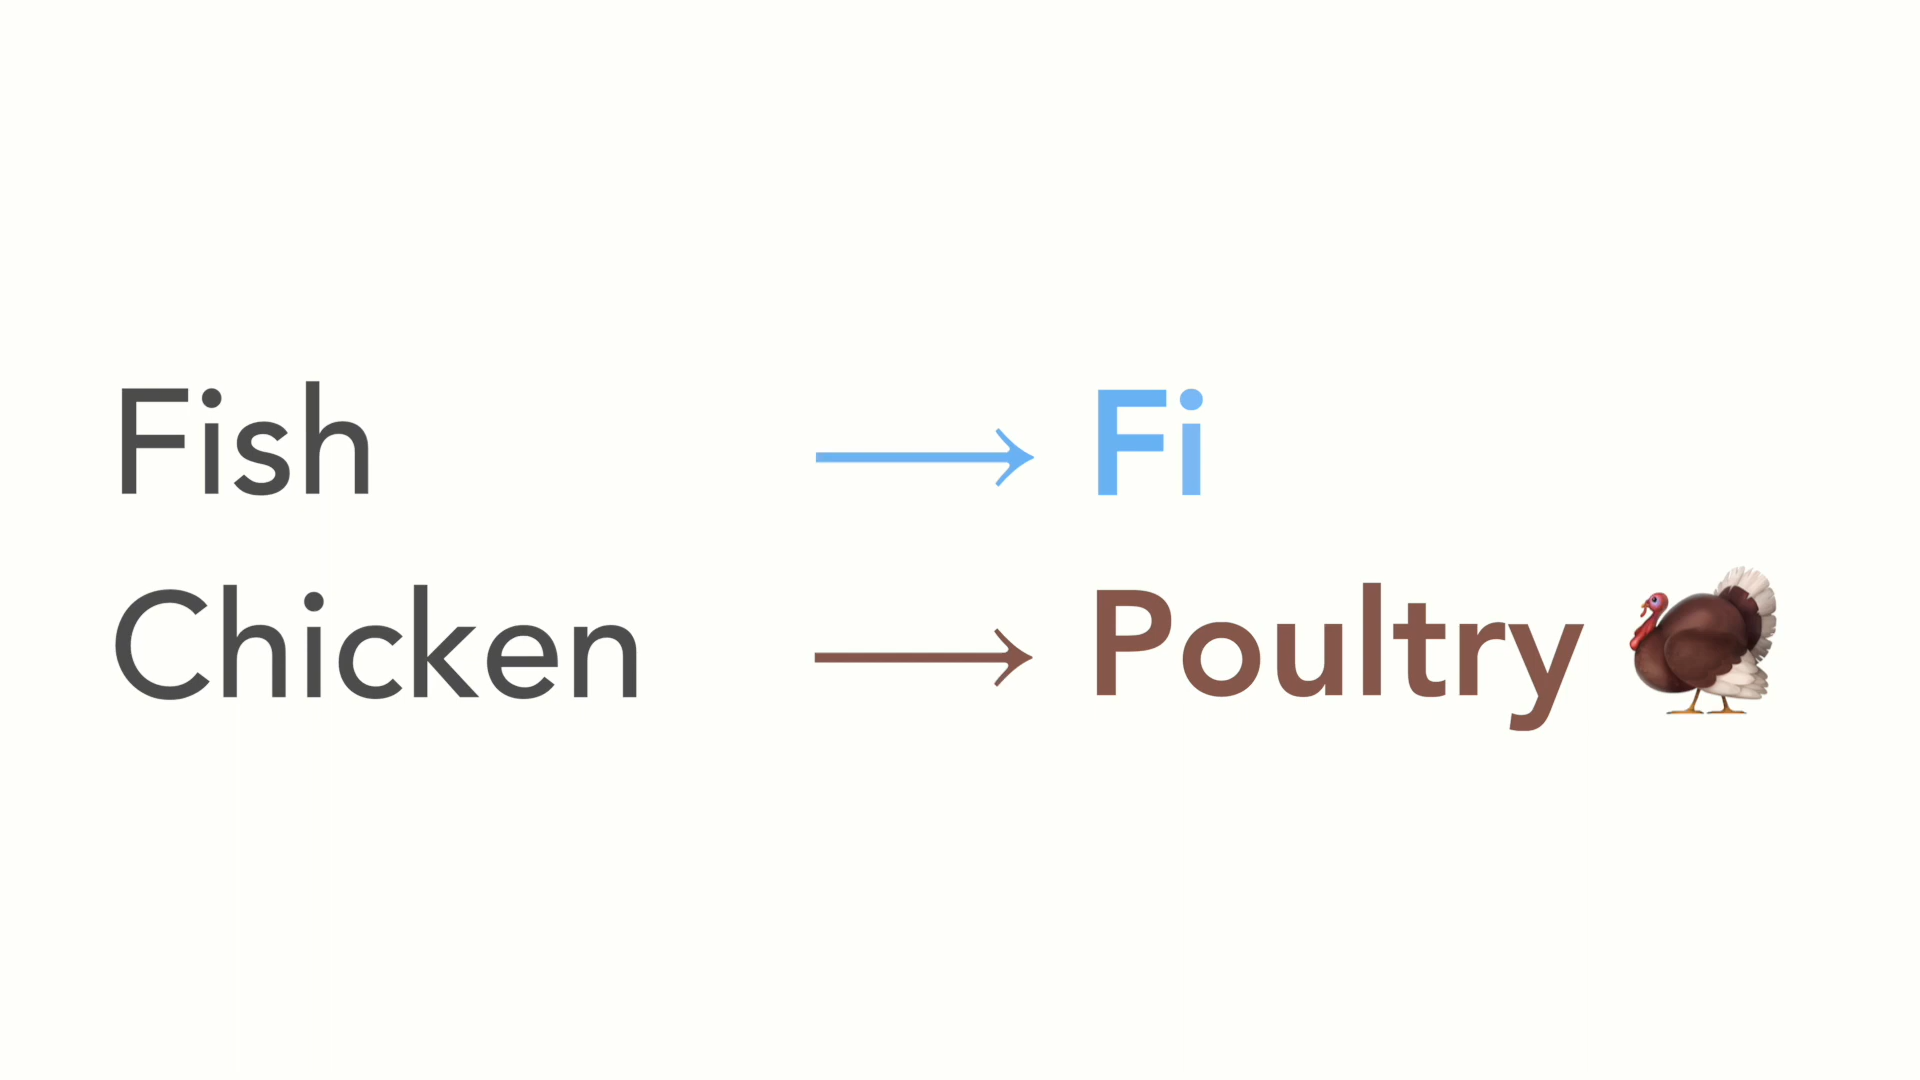 Fish → Fi
Chicken → Poultry 🦃